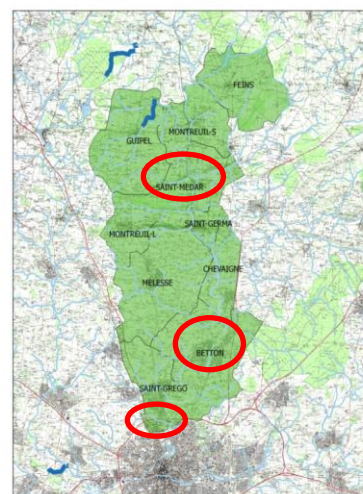 FEINS
MONTREUIL-S
GUIPEL
SAINT-MEDAR
SAINT-GERMA
MONTREUIL-L
CHEVAIGNE
MELESSE
BETTON
SAINT-GREGO